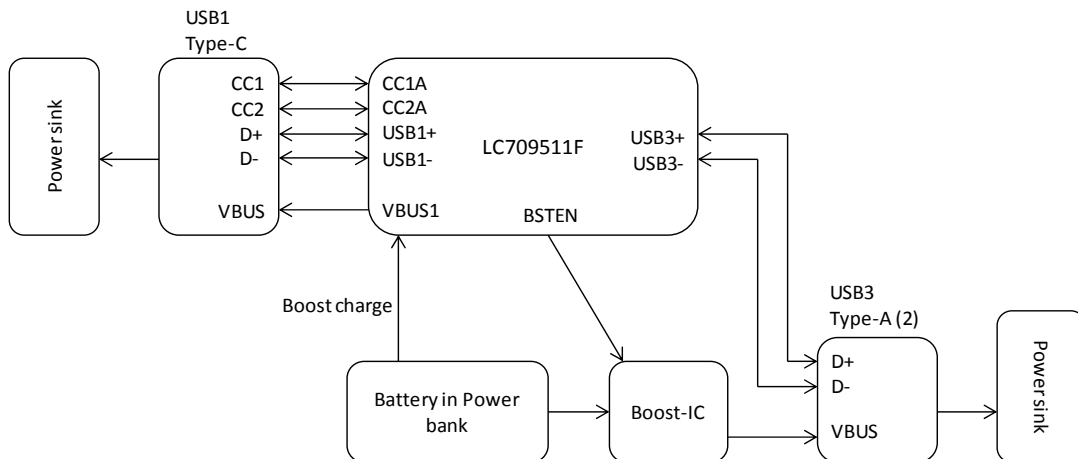 USB1
Type-C
Power sink
CC1
CC2
D+
D-
VBUS
CC1A
CC2A
USB1+
USB1-
VBUS1
LC709511F
USB3+
USB3-
BSTEN
Boost charge
Battery in Power
bank
Boost-IC
USB3
Type-A (2)
D+
D-
VBUS
Power sink